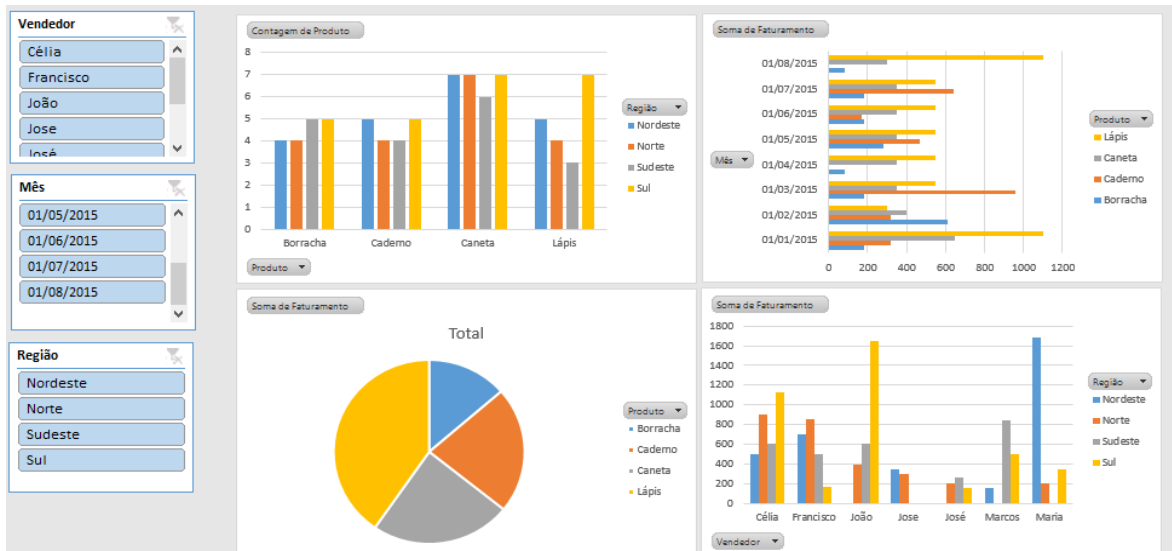 Vendedor
Célia
Francisco
João
Jose
José
Mês
01/05/2015
01/06/2015
01/07/2015
01/08/2015
Região
Nordeste
Norte
Sudeste
Sul
Contagem de Produto
8
7
6
5
4
3
2
1
0
Borracha Caderno Caneta Lápis
Região
Nordeste
Norte
Sudeste
Sul
Produto
Soma de Faturamento
01/08/2015
01/07/2015
01/06/2015
01/05/2015
01/04/2015
01/03/2015
01/02/2015
01/01/2015
Mês
0 200 400 600 800 1000 1200
Produto
Lápis
Caneta
Caderno
Borracha
Soma de Faturamento
Total
Produto
Borracha
Caderno
Caneta
Lápis
Soma de Faturamento
1800
1600
1400
1200
1000
800
600
400
200
0
Célia Francisco João Jose José Marcos Maria
Região
Nordeste
Norte
Sudeste
Sul
Vendedor